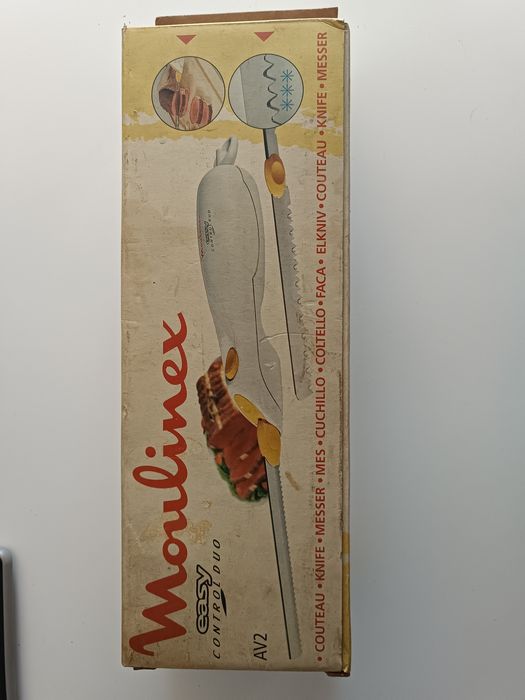 Moulinex
easy
CONTROL DUO
AV2
• COUTEAU • KNIFE • MESSER • MES • CUCHILLO • COLTELLO • FACA • ELKNIV • COUTEAU • KNIFE • MESSER